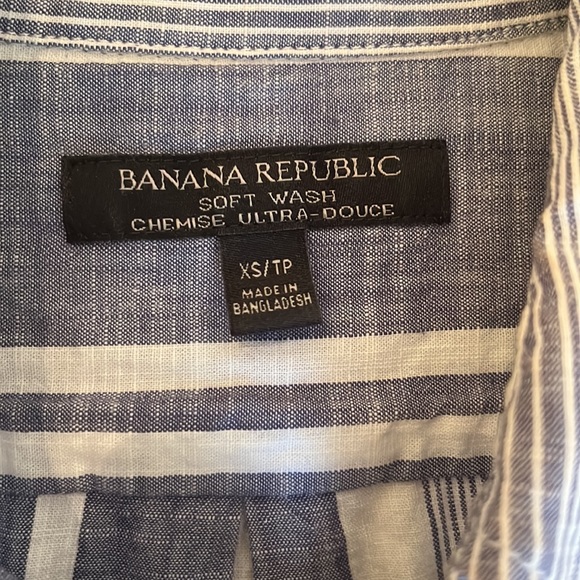 BANANA REPUBLIC
SOFT WASH
CHEMISE ULTRA-DOUCE
XS/TP
MADE IN
BANGLADESH